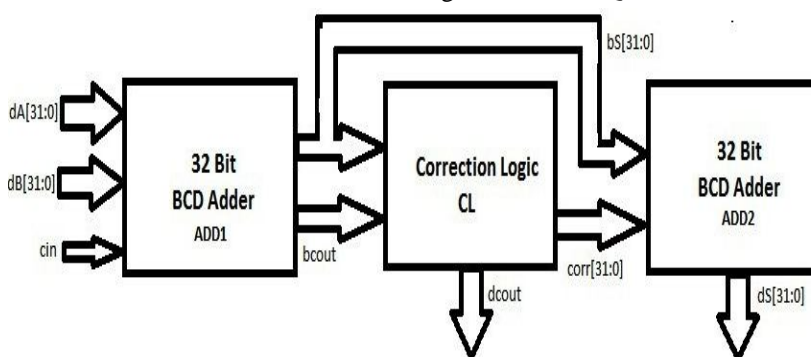 bS[31:0]
dA[31:0]
dB[31:0]
cin
32 Bit
BCD Adder
ADD1
bcout
Correction Logic
CL
dcout
corr[31:0]
32 Bit
BCD Adder
ADD2
dS[31:0]